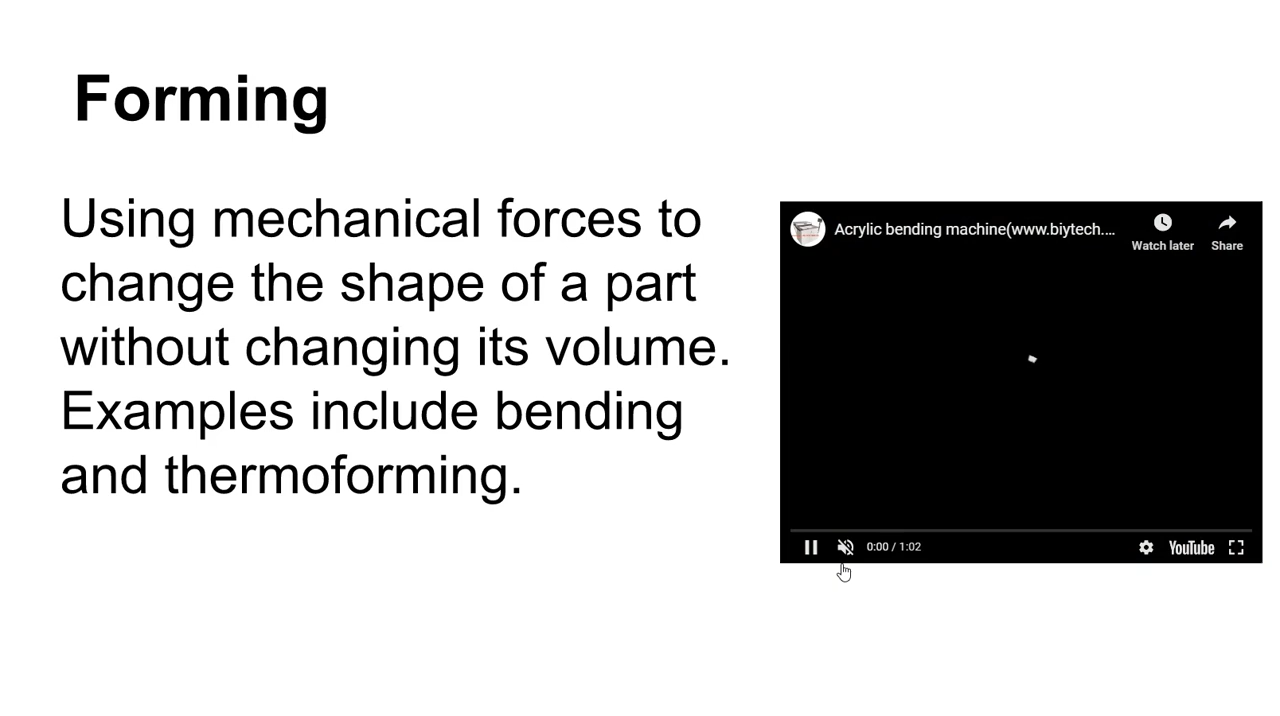 Forming
Using mechanical forces to
change the shape of a part
without changing its volume.
Examples include bending
and thermoforming.
Acrylic bending machine(www.biytech....
Watch later
Share
0:00 / 1:02
YouTube